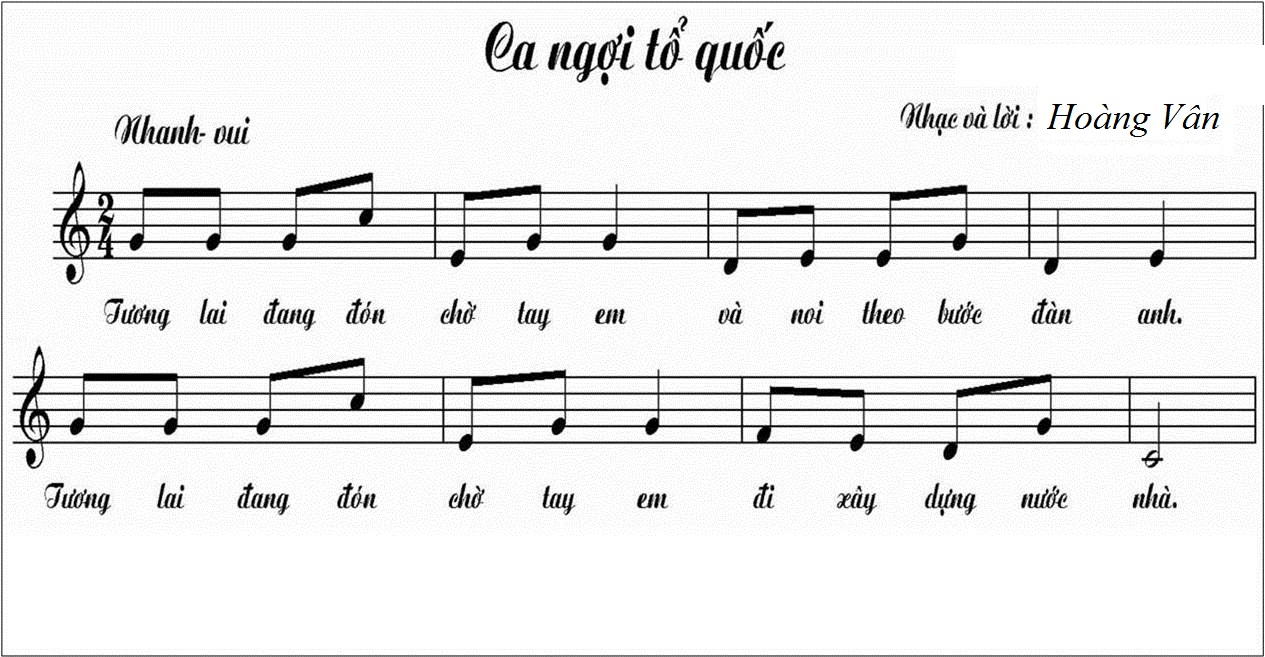 Ca ngợi tổ quốc
Nhạc và lời : Hoàng Vân
Nhanh- vui
2
4
Tương lai đang đón chờ tay em và noi theo bước đàn anh.
Tương lai đang đón chờ tay em đi xây dựng nước nhà.